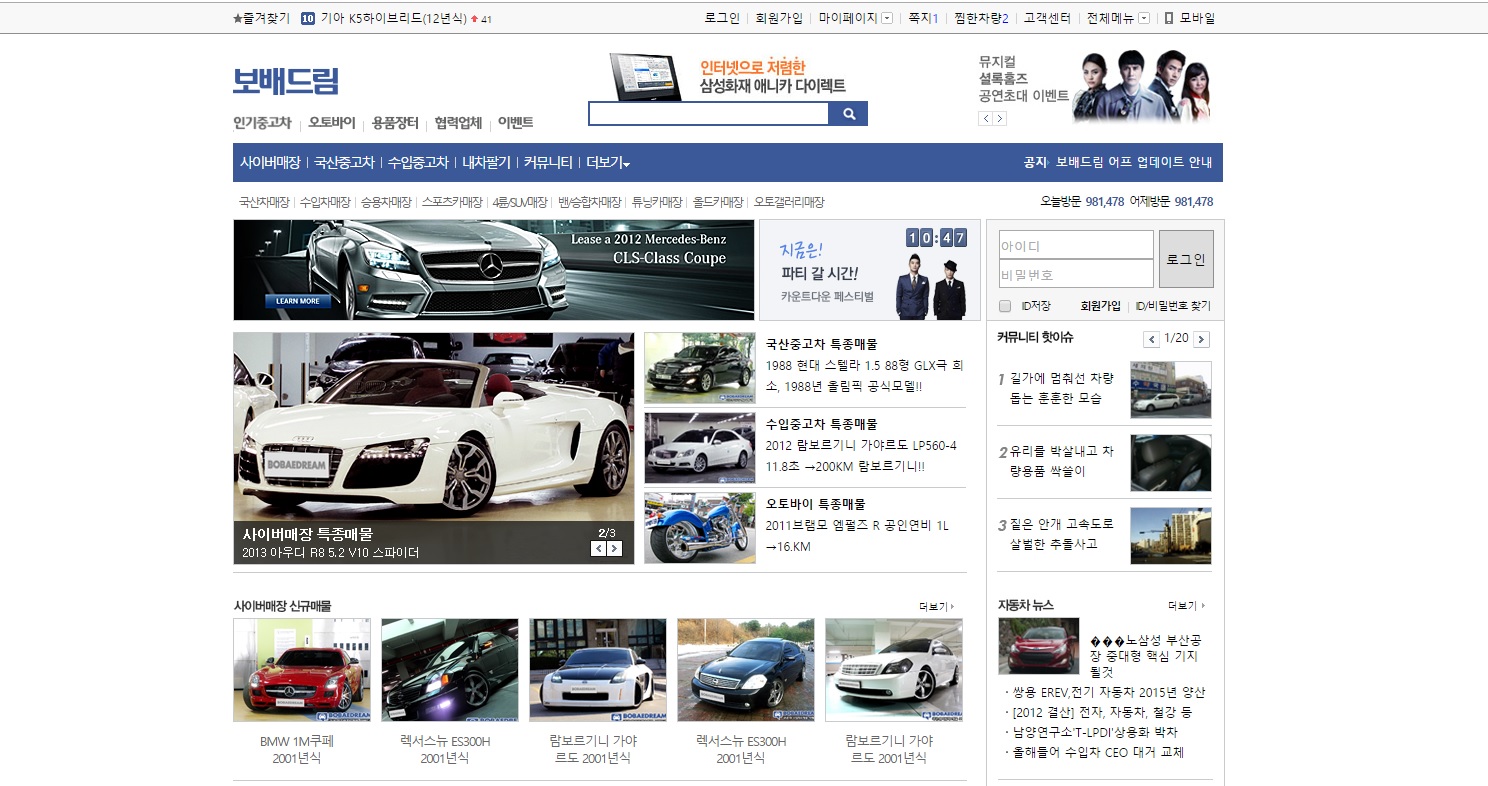 ★즐겨찾기 10 기아 K5하이브리드(12년식) 41
로그인 회원가입 마이페이지 쪽지1 찜한차량2 고객센터 전체메뉴 모바일
보배드림
인터넷으로 저렴한
삼성화재 애니카 다이렉트
뮤지컬
셜록홈즈
공연초대 이벤트
인기중고차 오토바이 용품장터 협력업체 이벤트
사이버매장 국산중고차 수입중고차 내차팔기 커뮤니티 더보기
공지 보배드림 어프 업데이트 안내
국산차매장 수입차매장 승용차매장 스포츠카매장 4륜/SUV매장 밴/승합차매장 튜닝카매장 올드카매장 오토갤러리매장
오늘방문 981,478 어제방문 981,478
Lease a 2012 Mercedes-Benz
CLS-Class Coupe
LEARN MORE
10:47
지금은!
파티 갈 시간!
카운트다운 페스티벌
아이디
비밀번호
로그인
ID저장 회원가입 ID/비밀번호 찾기
BOBAEDREAM
사이버매장 특종매물
2013 아우디 R8 5.2 V10 스파이더
2/3
국산중고차 특종매물
1988 현대 스텔라 1.5 88형 GLX극 희
소, 1988년 올림픽 공식모델!!
수입중고차 특종매물
2012 람보르기니 가야르도 LP560-4
11.8초 →200KM 람보르기니!!
오토바이 특종매물
2011브램모 엠펄즈 R 공인연비 1L
→16.KM
커뮤니티 핫이슈 1/20
1 길가에 멈춰선 차량
돕는 훈훈한 모습
2 유리를 박살내고 차
량용품 싹쓸이
3 짙은 안개 고속도로
살벌한 추돌사고
사이버매장 신규매물 더보기
BOBAEDREAM
BOBAEDREAM
BOBAEDREAM
BOBAEDREAM
BOBAEDREAM
BMW 1M쿠페
2001년식
렉서스뉴 ES300H
2001년식
람보르기니 가야
르도 2001년식
렉서스뉴 ES300H
2001년식
람보르기니 가야
르도 2001년식
자동차 뉴스 더보기
���노삼성 부산공
장 중대형 핵심 기지
될것
· 쌍용 EREV,전기 자동차 2015년 양산
· [2012 결산] 전자, 자동차, 철강 등
· 남양연구소'T-LPDI'상용화 박차
· 올해들어 수입차 CEO 대거 교체